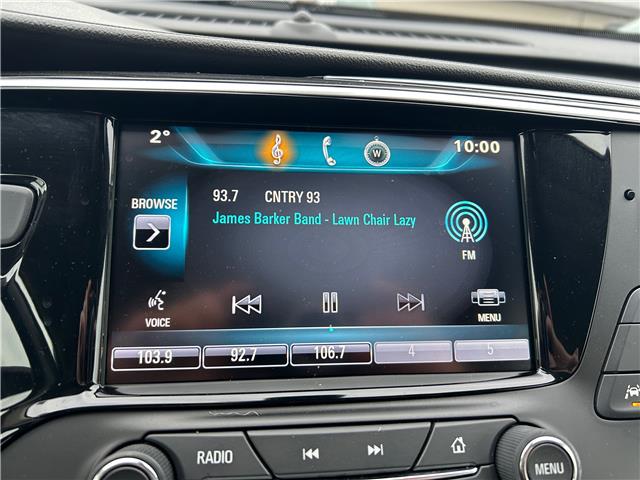 2° W 10:00
93.7 CNTRY 93
BROWSE
James Barker Band - Lawn Chair Lazy
FM
VOICE
MENU
103.9 92.7 106.7 4 5
RADIO
MENU